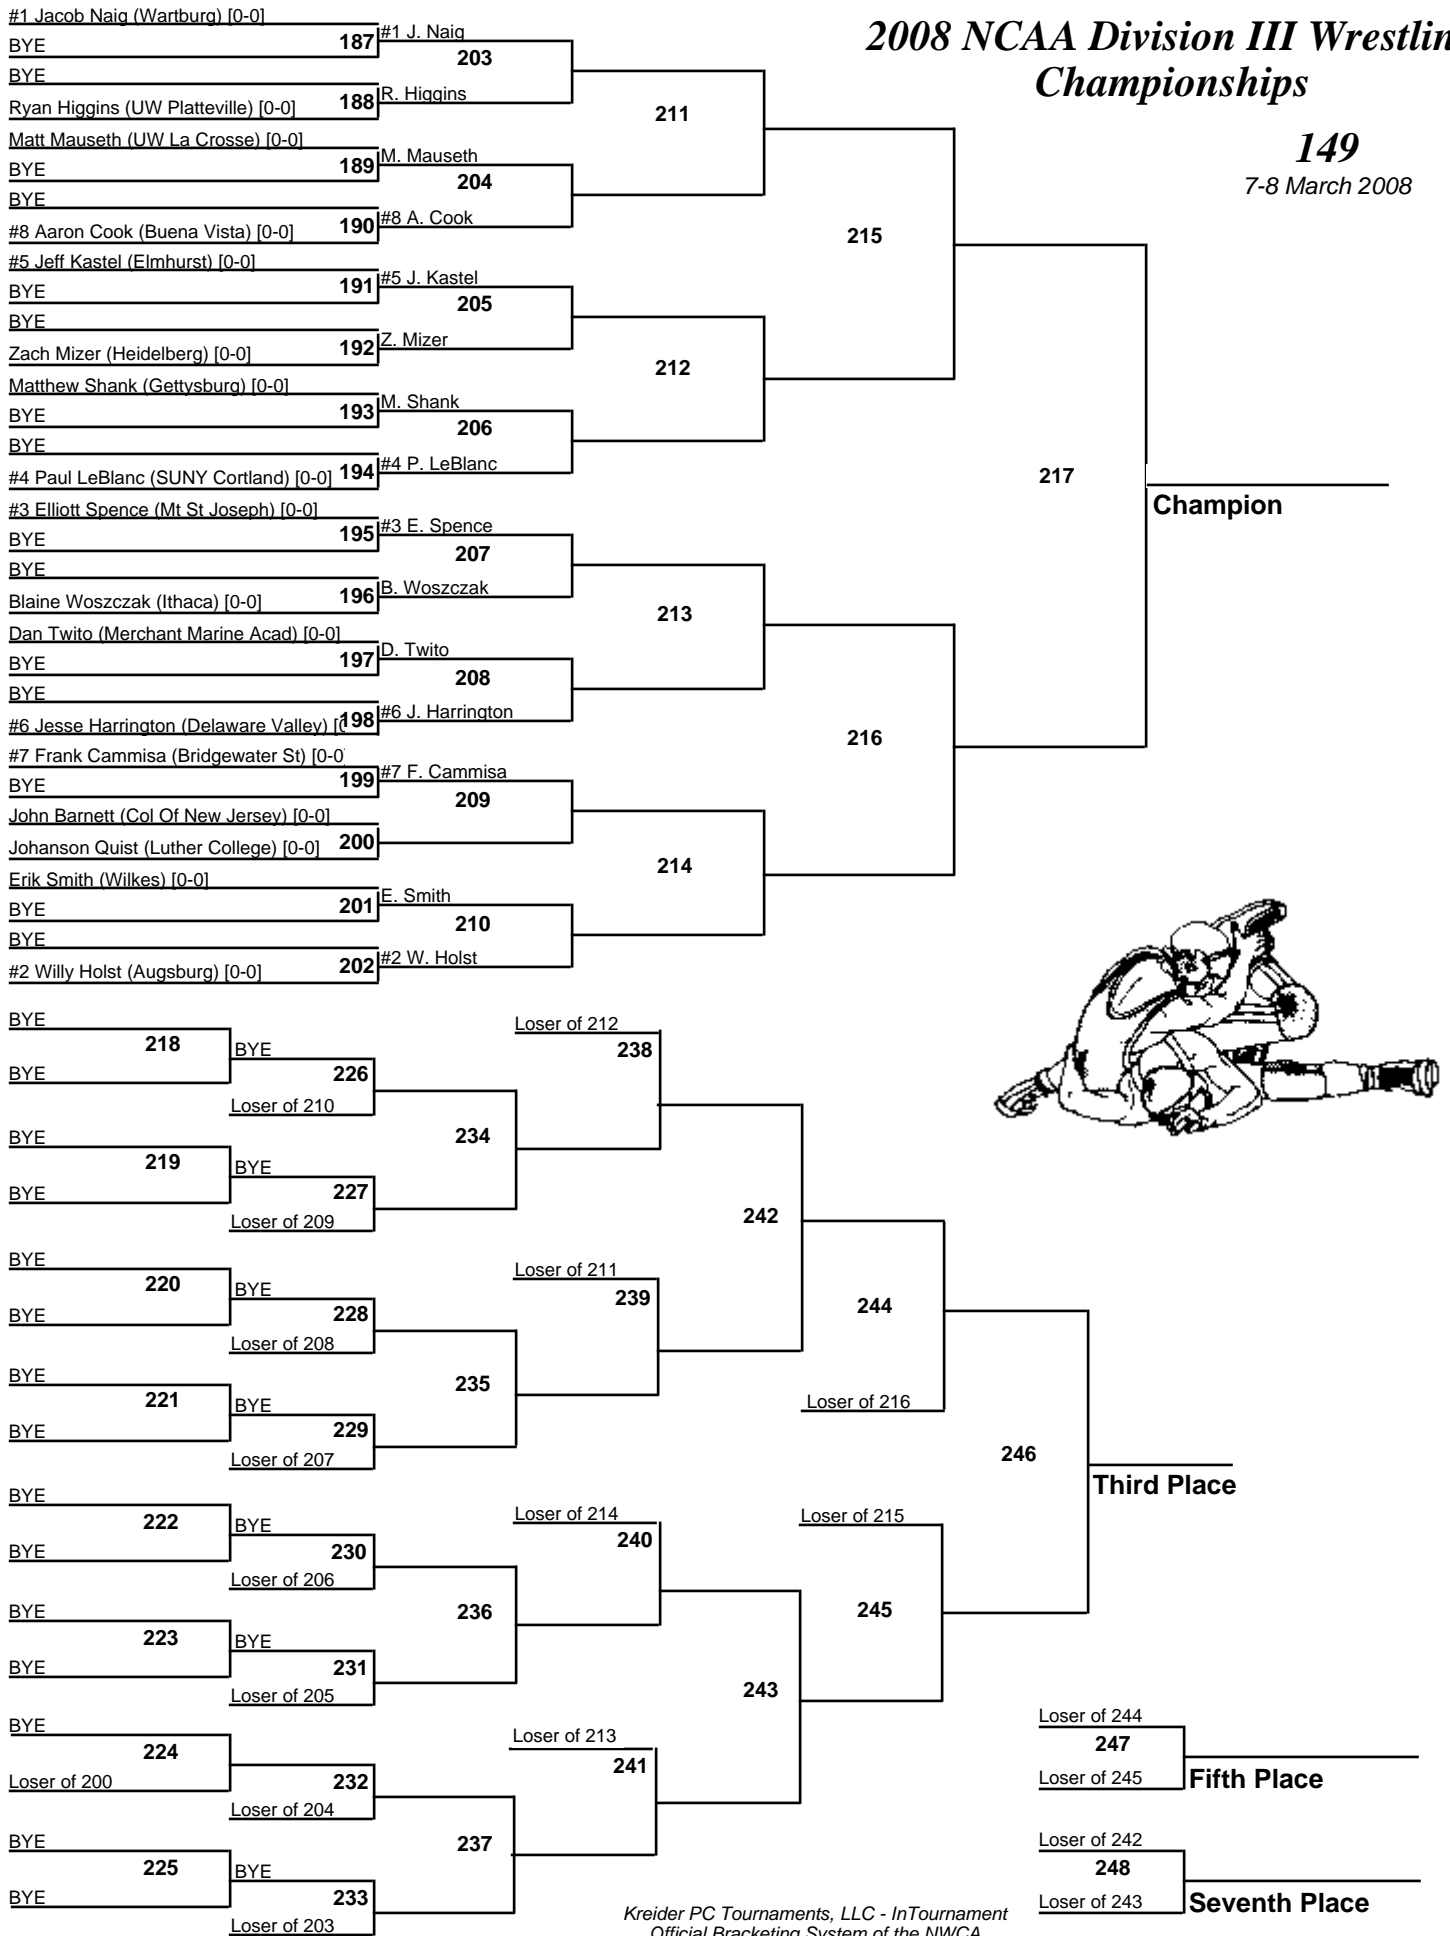 2008 NCAA Division III Wrestlin
Championships
149
7-8 March 2008
#1 Jacob Naig (Wartburg) [0-0]
BYE
187
#1 J. Naig
203
BYE
Ryan Higgins (UW Platteville) [0-0]
188
R. Higgins
211
Matt Mauseth (UW La Crosse) [0-0]
BYE
189
M. Mauseth
204
BYE
#8 Aaron Cook (Buena Vista) [0-0]
190
#8 A. Cook
215
#5 Jeff Kastel (Elmhurst) [0-0]
BYE
191
#5 J. Kastel
205
BYE
Zach Mizer (Heidelberg) [0-0]
192
Z. Mizer
212
Matthew Shank (Gettysburg) [0-0]
BYE
193
M. Shank
206
BYE
#4 Paul LeBlanc (SUNY Cortland) [0-0]
194
#4 P. LeBlanc
217
Champion
#3 Elliott Spence (Mt St Joseph) [0-0]
BYE
195
#3 E. Spence
207
BYE
Blaine Woszczak (Ithaca) [0-0]
196
B. Woszczak
213
Dan Twito (Merchant Marine Acad) [0-0]
BYE
197
D. Twito
208
BYE
#6 Jesse Harrington (Delaware Valley) [0
198
#6 J. Harrington
216
#7 Frank Cammisa (Bridgewater St) [0-0
BYE
199
#7 F. Cammisa
209
John Barnett (Col Of New Jersey) [0-0]
Johanson Quist (Luther College) [0-0]
200
214
Erik Smith (Wilkes) [0-0]
BYE
201
E. Smith
210
BYE
#2 Willy Holst (Augsburg) [0-0]
202
#2 W. Holst
BYE
218
BYE
BYE
226
Loser of 210
Loser of 212
238
234
BYE
219
BYE
BYE
227
Loser of 209
242
BYE
220
BYE
BYE
228
Loser of 208
Loser of 211
239
244
235
BYE
221
BYE
BYE
229
Loser of 207
Loser of 216
246
Third Place
BYE
222
BYE
BYE
230
Loser of 206
Loser of 214
240
Loser of 215
236
245
BYE
223
BYE
BYE
231
Loser of 205
243
BYE
224
Loser of 200
232
Loser of 204
Loser of 213
241
237
BYE
225
BYE
BYE
233
Loser of 203
Loser of 244
247
Loser of 245
Fifth Place
Loser of 242
248
Loser of 243
Seventh Place
Kreider PC Tournaments, LLC - InTournament
Official Bracketing System of the NWCA